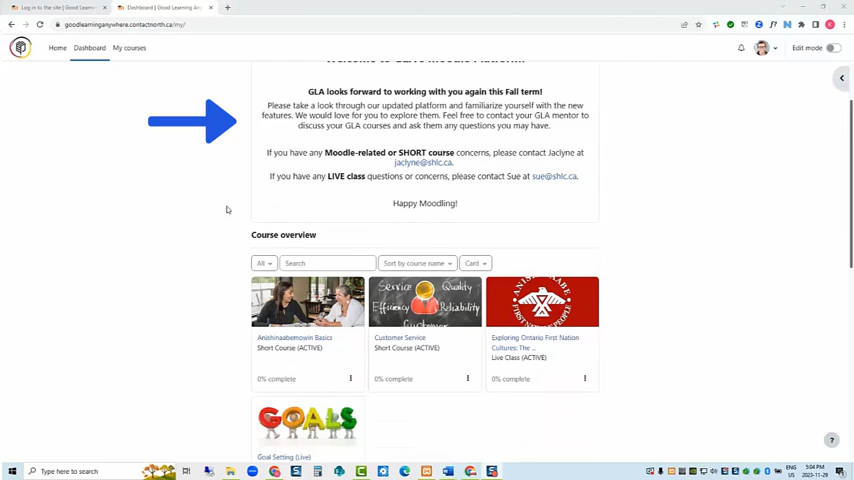 Log in to the site | Good Learni
Dashboard | Good Learning An
goodlearninganywhere.contactnorth.ca/my/
Home
Dashboard
My courses
Edit mode
GLA looks forward to working with you again this Fall term!
Please take a look through our updated platform and familiarize yourself with the new
features. We would love for you to explore them. Feel free to contact your GLA mentor to
discuss your GLA courses and ask them any questions you may have.
If you have any Moodle-related or SHORT course concerns, please contact Jaclyne at
jaclyne@shlc.ca.
If you have any LIVE class questions or concerns, please contact Sue at sue@shlc.ca.
Happy Moodling!
Course overview
All
Search
Sort by course name
Card
Service Quality
Efficiency Reliability
Customer
Anishinaabemowin Basics
Short Course (ACTIVE)
0% complete
Customer Service
Short Course (ACTIVE)
0% complete
Exploring Ontario First Nation
Cultures: The ...
Live Class (ACTIVE)
0% complete
GOALS
Goal Setting (Live)
?
Type here to search
ENG
US
5:04 PM
2023-11-28